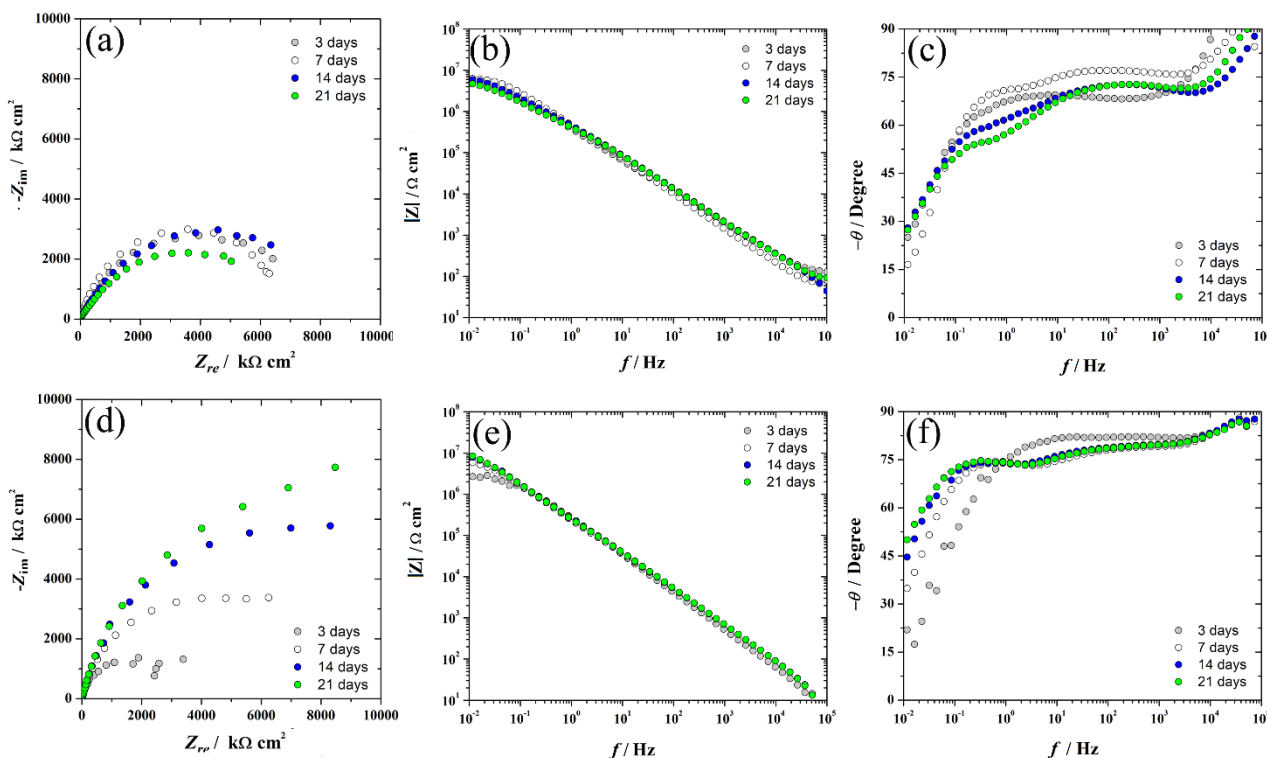 (a)
10000
8000
6000
4000
2000
0
· -Z_im / kΩ cm²
3 days
7 days
14 days
21 days
0 2000 4000 6000 8000 10000
Z_re / kΩ cm²
(b)
10⁸
10⁷
10⁶
10⁵
10⁴
10³
10²
10¹
|Z| / Ω cm²
3 days
7 days
14 days
21 days
10⁻² 10⁻¹ 10⁰ 10¹ 10² 10³ 10⁴ 10⁵
f / Hz
(c)
90
75
60
45
30
15
0
−θ / Degree
3 days
7 days
14 days
21 days
10⁻² 10⁻¹ 10⁰ 10¹ 10² 10³ 10⁴ 10⁵
f / Hz
(d)
10000
8000
6000
4000
2000
0
-Z_im / kΩ cm²
3 days
7 days
14 days
21 days
0 2000 4000 6000 8000 10000
Z_re / kΩ cm²
(e)
10⁸
10⁷
10⁶
10⁵
10⁴
10³
10²
10¹
|Z| / Ω cm²
3 days
7 days
14 days
21 days
10⁻² 10⁻¹ 10⁰ 10¹ 10² 10³ 10⁴ 10⁵
f / Hz
(f)
90
75
60
45
30
15
0
−θ / Degree
3 days
7 days
14 days
21 days
10⁻² 10⁻¹ 10⁰ 10¹ 10² 10³ 10⁴ 10⁵
f / Hz